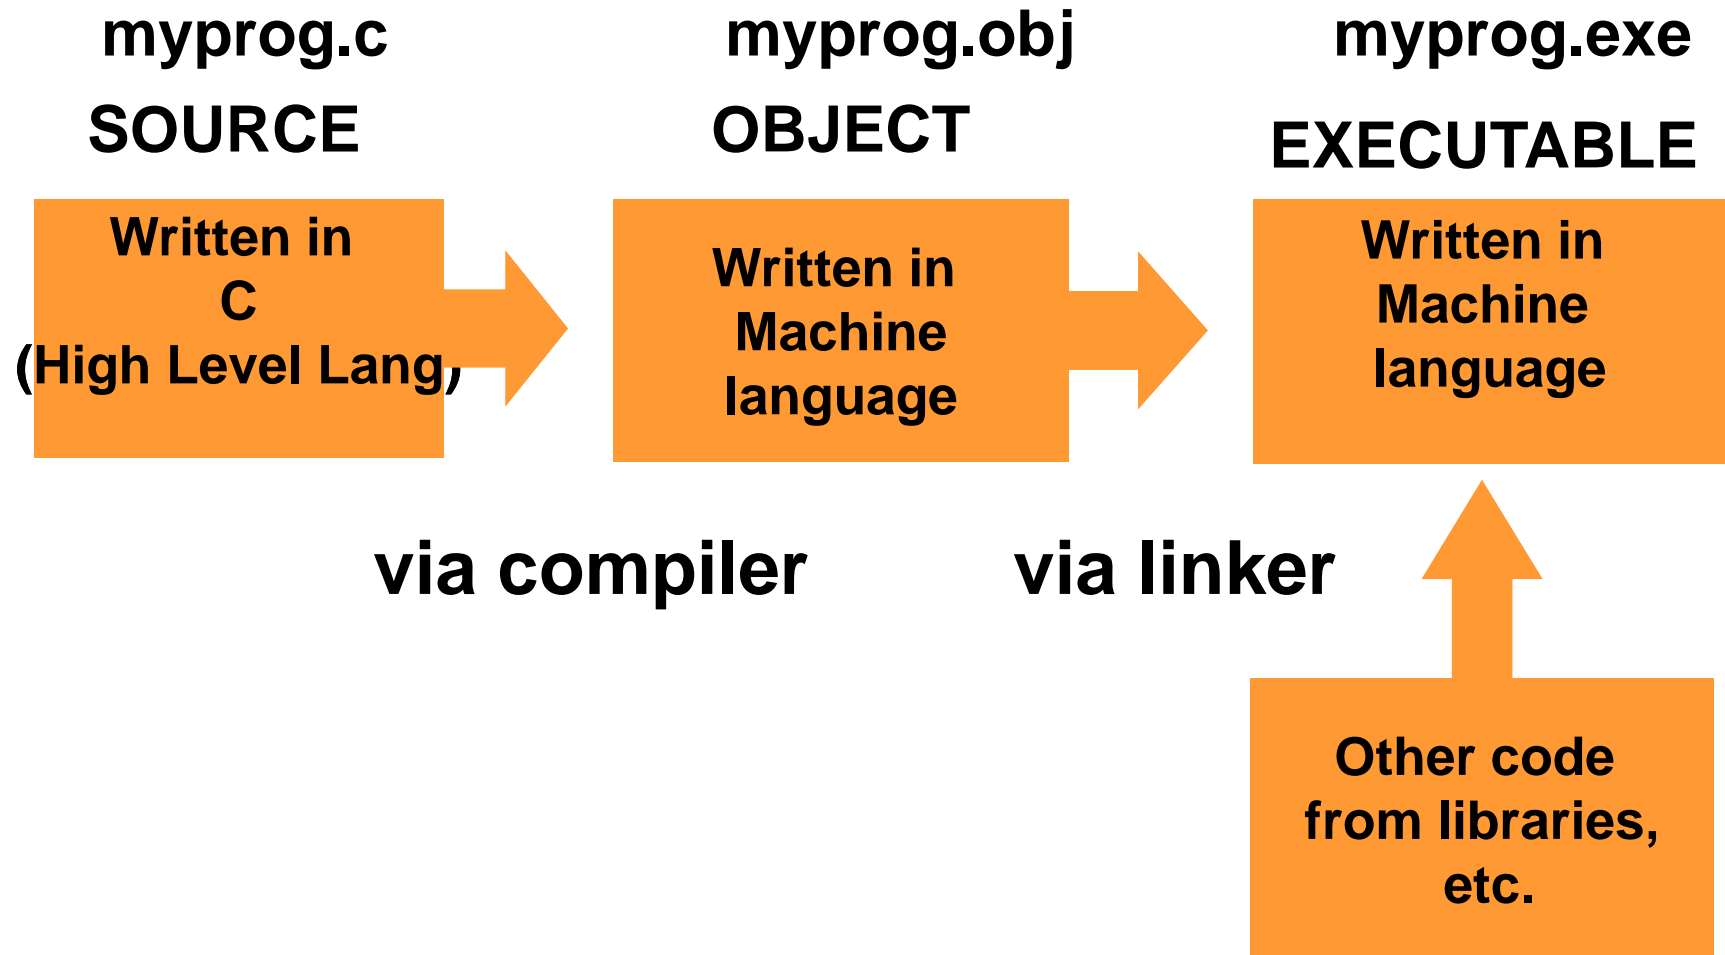 myprog.c
SOURCE
Written in
C
(High Level Lang)
myprog.obj
OBJECT
Written in
Machine
language
myprog.exe
EXECUTABLE
Written in
Machine
language
via compiler
via linker
Other code
from libraries,
etc.